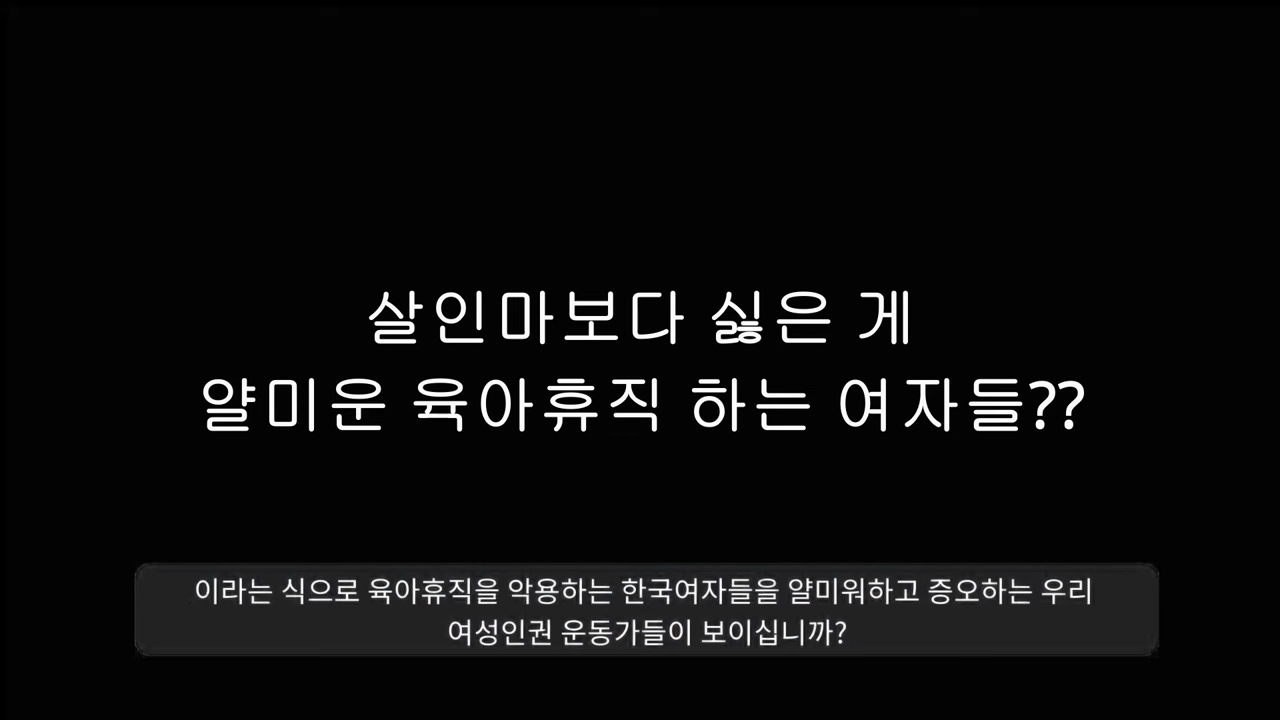 살인마보다 싫은 게
얄미운 육아휴직 하는 여자들??
이라는 식으로 육아휴직을 악용하는 한국여자들을 얄미워하고 증오하는 우리
여성인권 운동가들이 보이십니까?